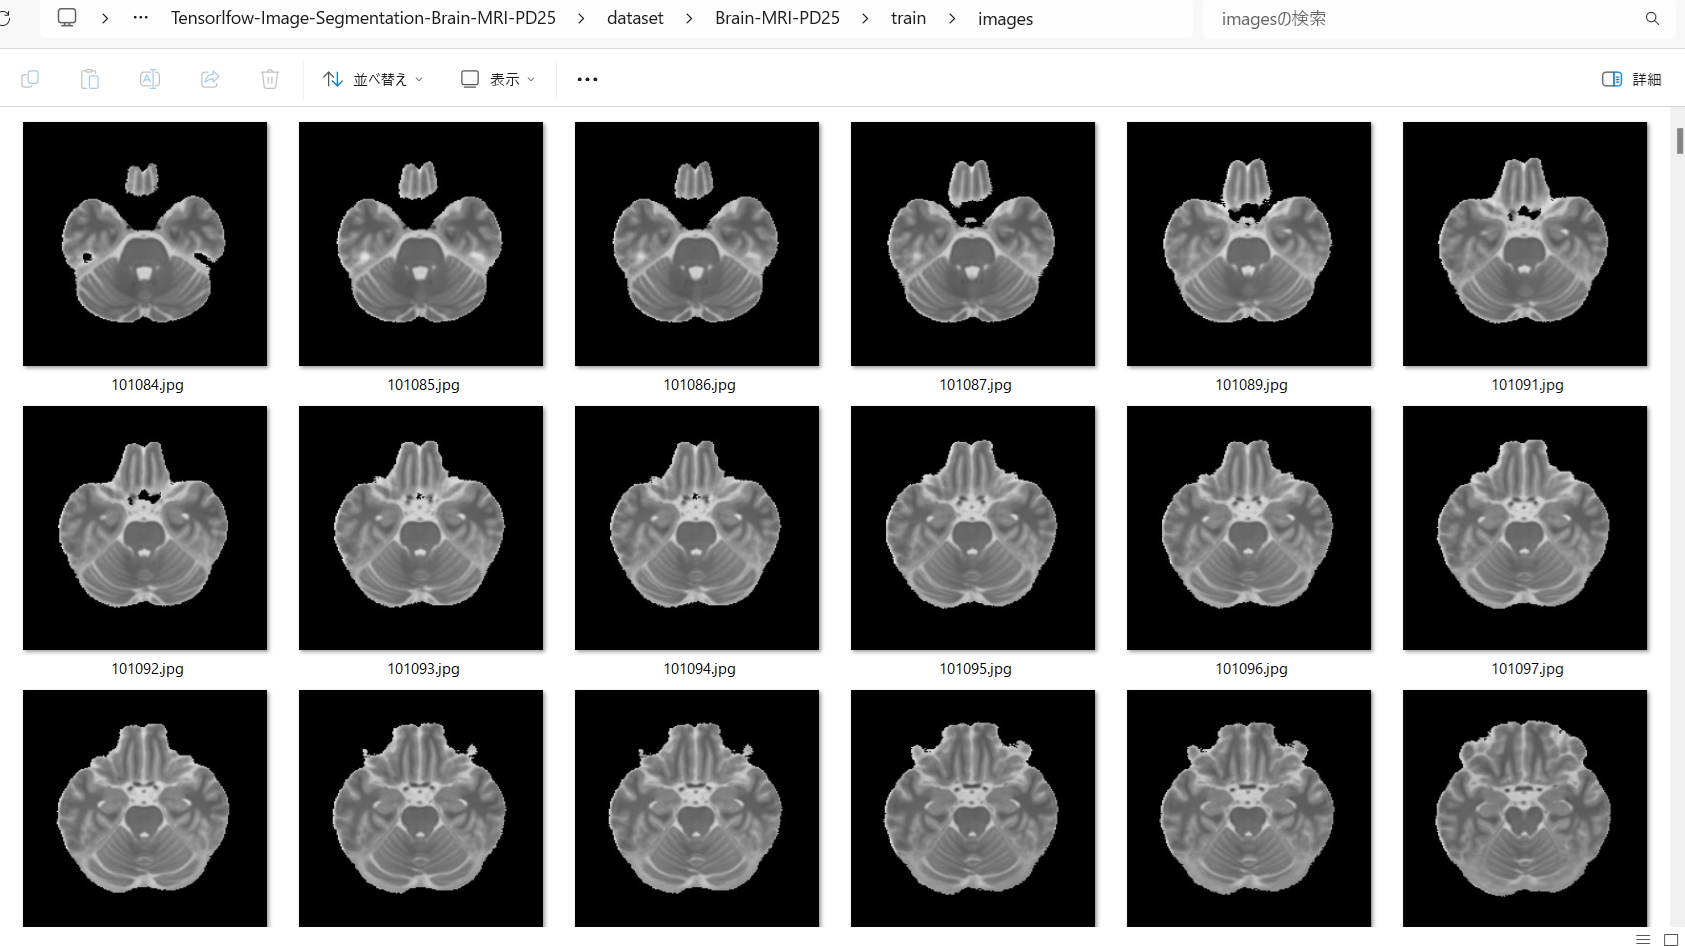 Tensorlfow-Image-Segmentation-Brain-MRI-PD25 > dataset > Brain-MRI-PD25 > train > images
imagesの検索
並べ替え
表示
詳細
101084.jpg
101085.jpg
101086.jpg
101087.jpg
101089.jpg
101091.jpg
101092.jpg
101093.jpg
101094.jpg
101095.jpg
101096.jpg
101097.jpg